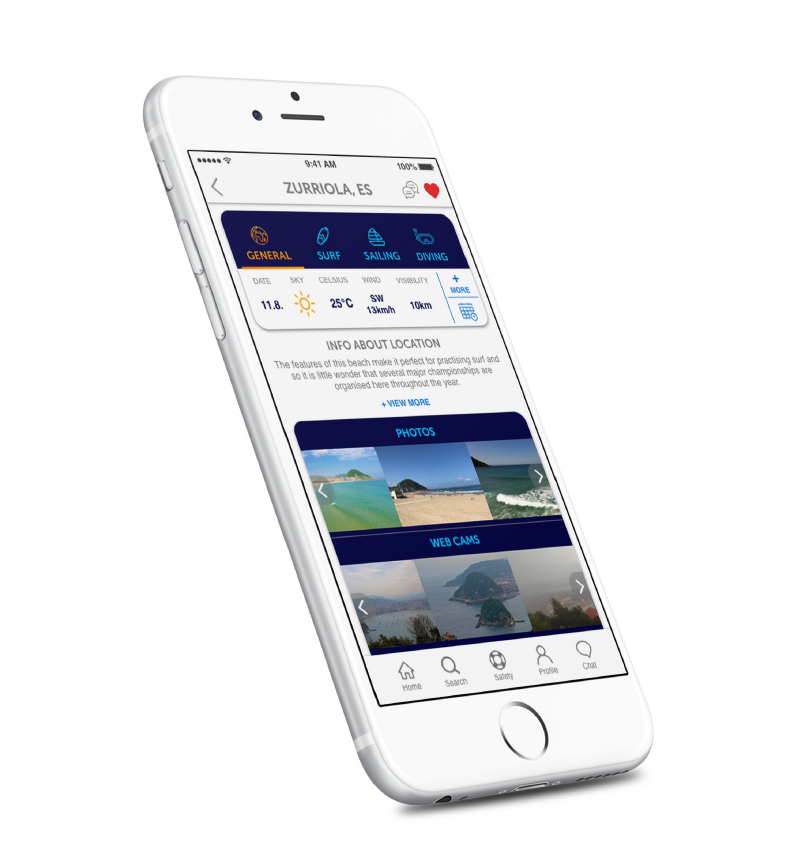 9:41 AM
100%
ZURRIOLA, ES
GENERAL SURF SAILING DIVING
DATE SKY CELSIUS WIND VISIBILITY
+
MORE
11.8. 25°C SW
13km/h 10km
INFO ABOUT LOCATION
The features of this beach make it perfect for practising surf and
so it is little wonder that several major championships are
organised here throughout the year.
+ VIEW MORE
PHOTOS
WEB CAMS
Home Search Safety Profile Chat